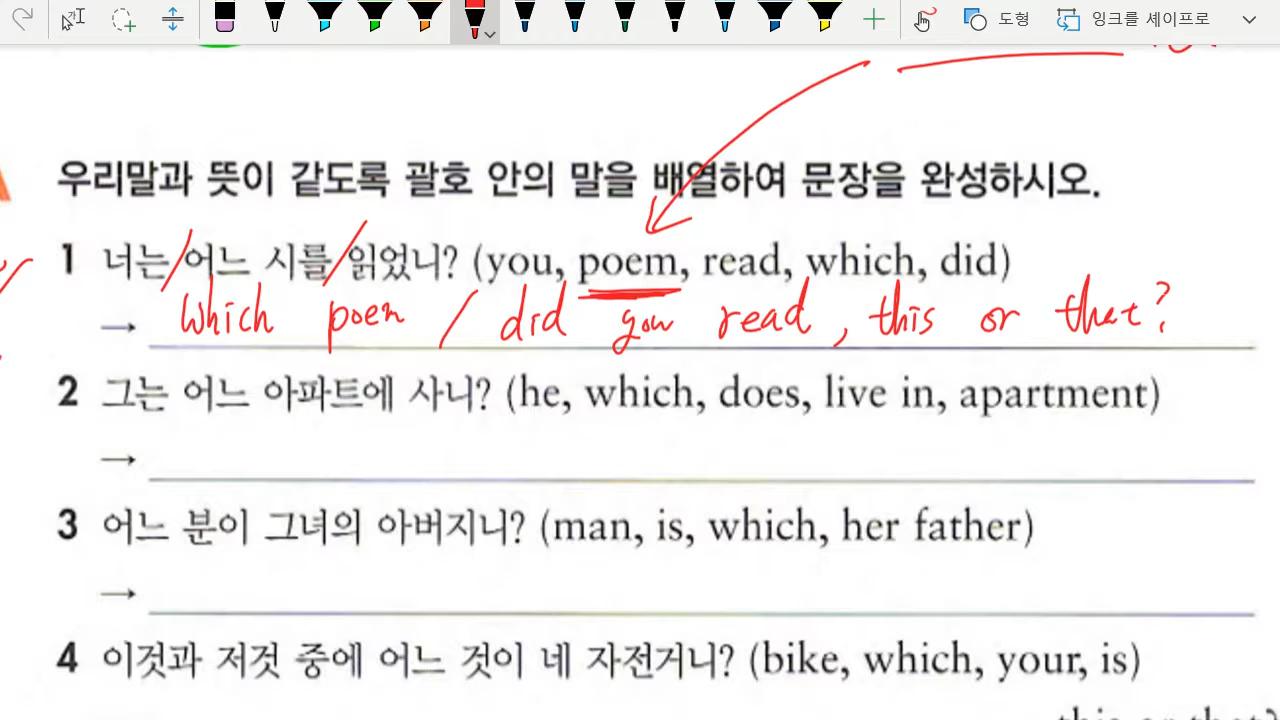 도형 잉크를 셰이프로
우리말과 뜻이 같도록 괄호 안의 말을 배열하여 문장을 완성하시오.
1 너는 어느 시를 읽었니? (you, poem, read, which, did)
→ Which poem / did you read, this or that?
2 그는 어느 아파트에 사니? (he, which, does, live in, apartment)
→
3 어느 분이 그녀의 아버지니? (man, is, which, her father)
→
4 이것과 저것 중에 어느 것이 네 자전거니? (bike, which, your, is)
this or that?